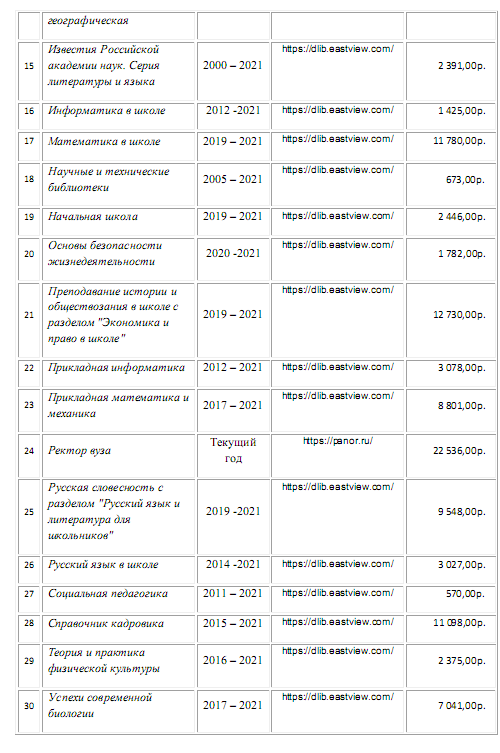 географическая
15 Известия Российской академии наук. Серия литературы и языка 2000 – 2021 https://dlib.eastview.com/ 2 391,00р.
16 Информатика в школе 2012 -2021 https://dlib.eastview.com/ 1 425,00р.
17 Математика в школе 2019 – 2021 https://dlib.eastview.com/ 11 780,00р.
18 Научные и технические библиотеки 2005 – 2021 https://dlib.eastview.com/ 673,00р.
19 Начальная школа 2019 – 2021 https://dlib.eastview.com/ 2 446,00р.
20 Основы безопасности жизнедеятельности 2020 -2021 https://dlib.eastview.com/ 1 782,00р.
21 Преподавание истории и обществозания в школе с разделом "Экономика и право в школе" 2019 – 2021 https://dlib.eastview.com/ 12 730,00р.
22 Прикладная информатика 2012 – 2021 https://dlib.eastview.com/ 3 078,00р.
23 Прикладная математика и механика 2017 – 2021 https://dlib.eastview.com/ 8 801,00р.
24 Ректор вуза Текущий год https://panor.ru/ 22 536,00р.
25 Русская словесность с разделом "Русский язык и литература для школьников" 2019 -2021 https://dlib.eastview.com/ 9 548,00р.
26 Русский язык в школе 2014 -2021 https://dlib.eastview.com/ 3 027,00р.
27 Социальная педагогика 2011 – 2021 https://dlib.eastview.com/ 570,00р.
28 Справочник кадровика 2015 – 2021 https://dlib.eastview.com/ 11 098,00р.
29 Теория и практика физической культуры 2016 – 2021 https://dlib.eastview.com/ 2 375,00р.
30 Успехи современной биологии 2017 – 2021 https://dlib.eastview.com/ 7 041,00р.